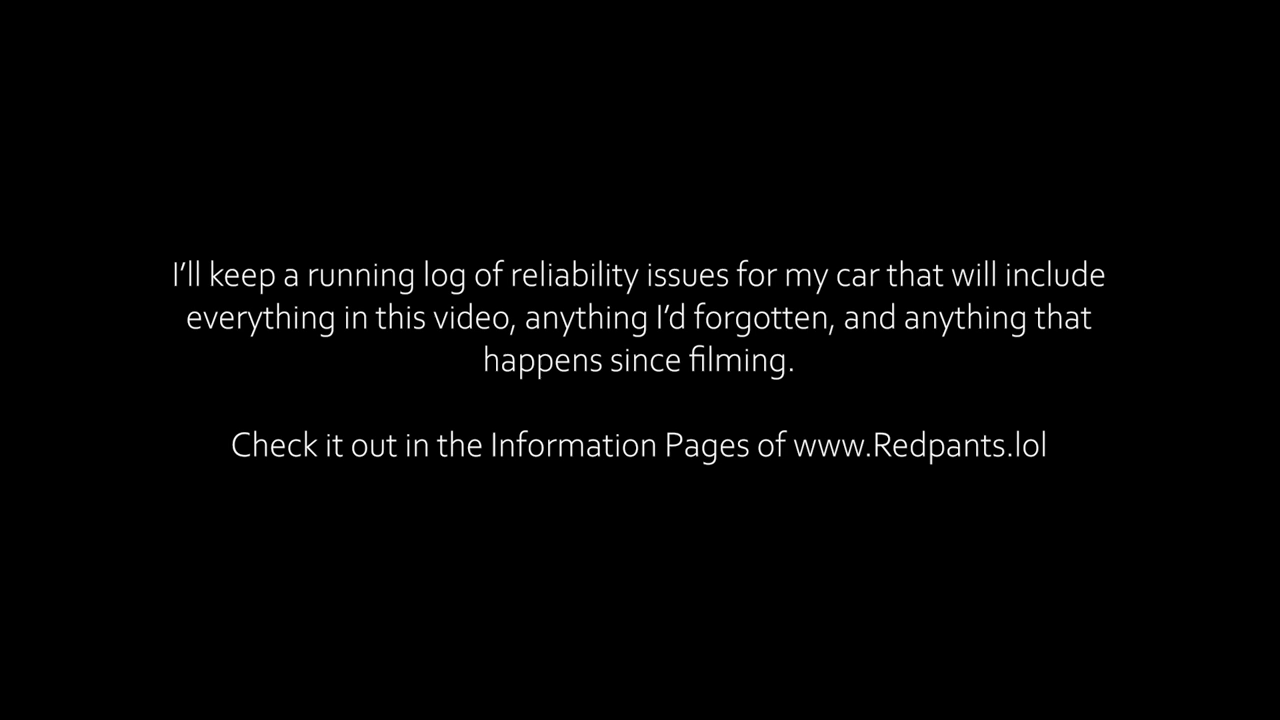 I’ll keep a running log of reliability issues for my car that will include
everything in this video, anything I’d forgotten, and anything that
happens since filming.
Check it out in the Information Pages of www.Redpants.lol